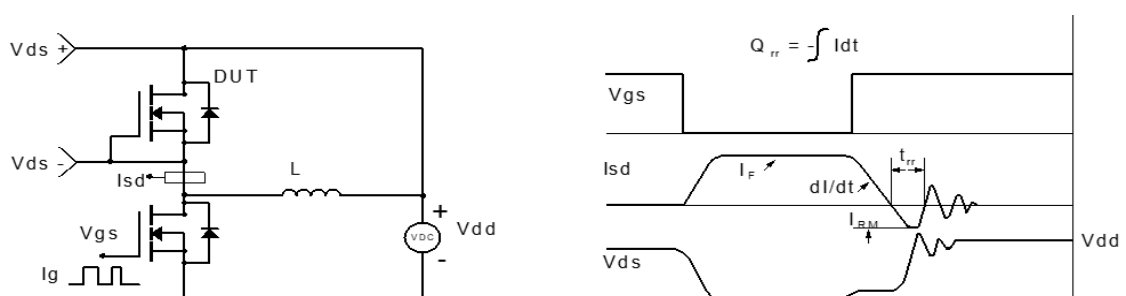 Vds +
DUT
Vds -
Isd
L
Vgs
Ig
+
VDC
-
Vdd
Q rr = - ∫ Idt
Vgs
Isd
I F
dI/dt
t rr
I RM
Vds
Vdd